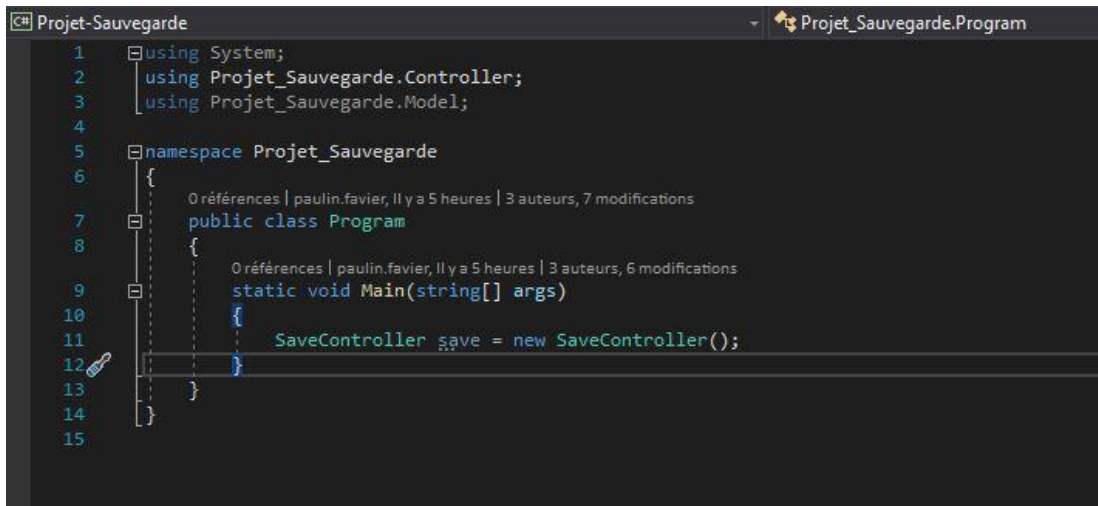 C# Projet-Sauvegarde Projet_Sauvegarde.Program
1 using System;
2 using Projet_Sauvegarde.Controller;
3 using Projet_Sauvegarde.Model;
4
5 namespace Projet_Sauvegarde
6 {
0 références | paulin.favier, Il y a 5 heures | 3 auteurs, 7 modifications
7 public class Program
8 {
0 références | paulin.favier, Il y a 5 heures | 3 auteurs, 6 modifications
9 static void Main(string[] args)
10 {
11 SaveController save = new SaveController();
12 }
13 }
14 }
15